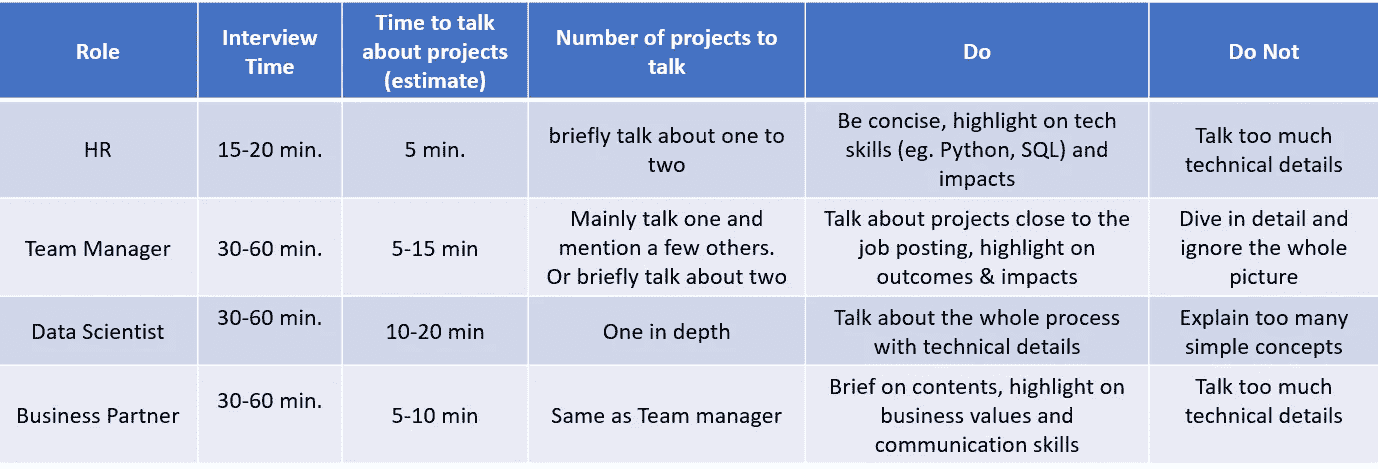 Role
Interview
Time
Time to talk
about projects
(estimate)
Number of projects to
talk
Do
Do Not
HR
15-20 min.
5 min.
briefly talk about one to
two
Be concise, highlight on tech
skills (eg. Python, SQL) and
impacts
Talk too much
technical details
Team Manager
30-60 min.
5-15 min
Mainly talk one and
mention a few others.
Or briefly talk about two
Talk about projects close to the
job posting, highlight on
outcomes & impacts
Dive in detail and
ignore the whole
picture
Data Scientist
30-60 min.
10-20 min
One in depth
Talk about the whole process
with technical details
Explain too many
simple concepts
Business Partner
30-60 min.
5-10 min
Same as Team manager
Brief on contents, highlight on
business values and
communication skills
Talk too much
technical details